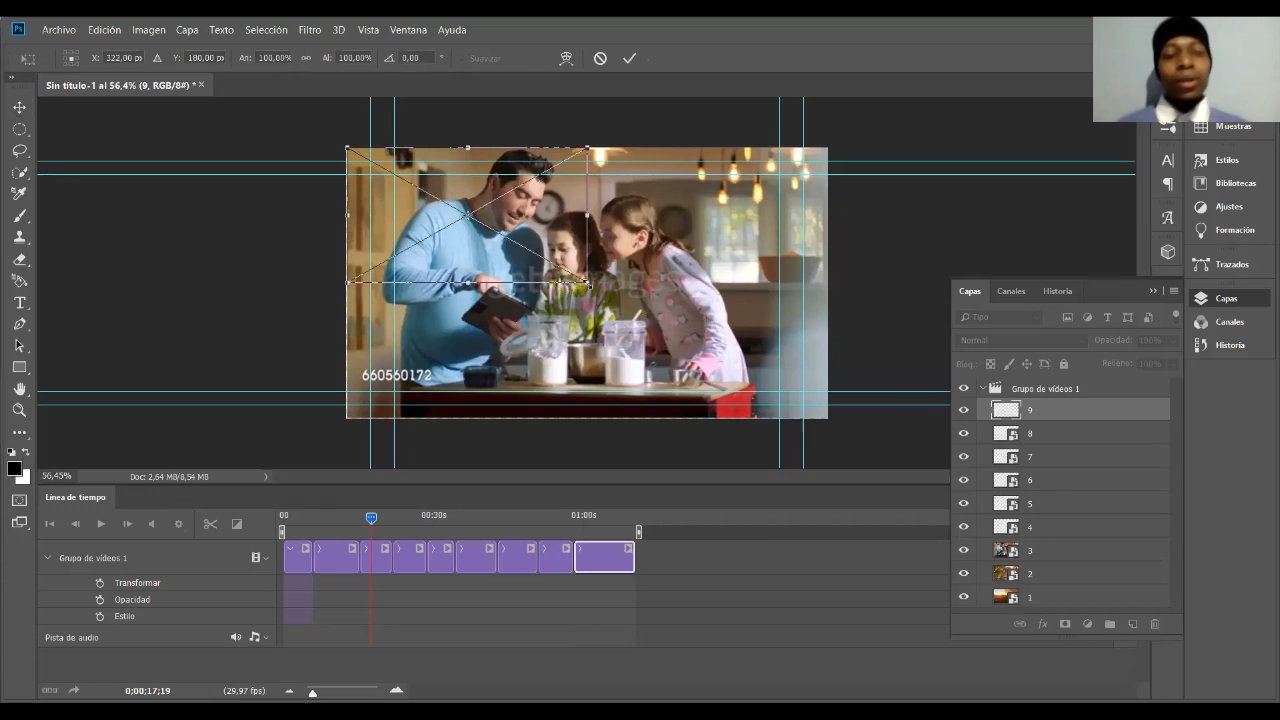 Ps Archivo Edición Imagen Capa Texto Selección Filtro 3D Vista Ventana Ayuda
X: 322,00 px Y: 180,00 px An: 100,00% Al: 100,00% 0,00 ° Suavizar
Sin título-1 al 56,4% (9, RGB/8#) * ×
Muestras
Estilos
Bibliotecas
Ajustes
Formación
Trazados
Capas
Canales
Historia
660560172
Capas Canales Historia
Tipo
Normal Opacidad: 100%
Bloq.: Relleno: 100%
Grupo de vídeos 1
9
8
7
6
5
4
3
2
1
56,45% Doc: 2,64 MB/8,54 MB
Línea de tiempo
00 00:30s 01:00s
Grupo de vídeos 1
Transformar
Opacidad
Estilo
Pista de audio
0;00;17;19 (29,97 fps)